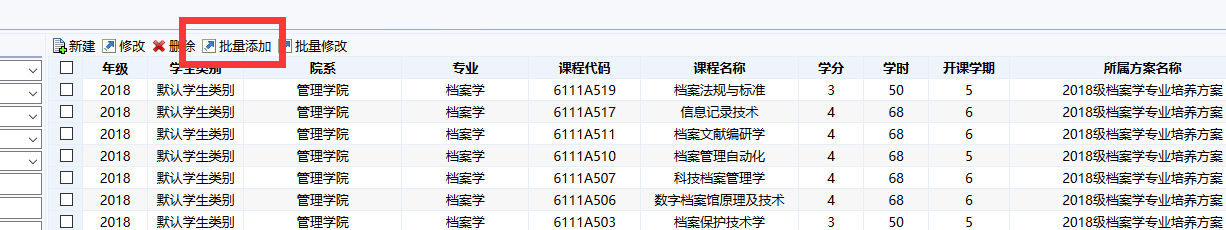 新建 修改 删除 批量添加 批量修改
年级 学生类别 院系 专业 课程代码 课程名称 学分 学时 开课学期 所属方案名称
2018 默认学生类别 管理学院 档案学 6111A519 档案法规与标准 3 50 5 2018级档案学专业培养方案
2018 默认学生类别 管理学院 档案学 6111A517 信息记录技术 4 68 6 2018级档案学专业培养方案
2018 默认学生类别 管理学院 档案学 6111A511 档案文献编研学 4 68 6 2018级档案学专业培养方案
2018 默认学生类别 管理学院 档案学 6111A510 档案管理自动化 4 68 5 2018级档案学专业培养方案
2018 默认学生类别 管理学院 档案学 6111A507 科技档案管理学 4 68 6 2018级档案学专业培养方案
2018 默认学生类别 管理学院 档案学 6111A506 数字档案馆原理及技术 4 68 6 2018级档案学专业培养方案
2018 默认学生类别 管理学院 档案学 6111A503 档案保护技术学 3 50 5 2018级档案学专业培养方案